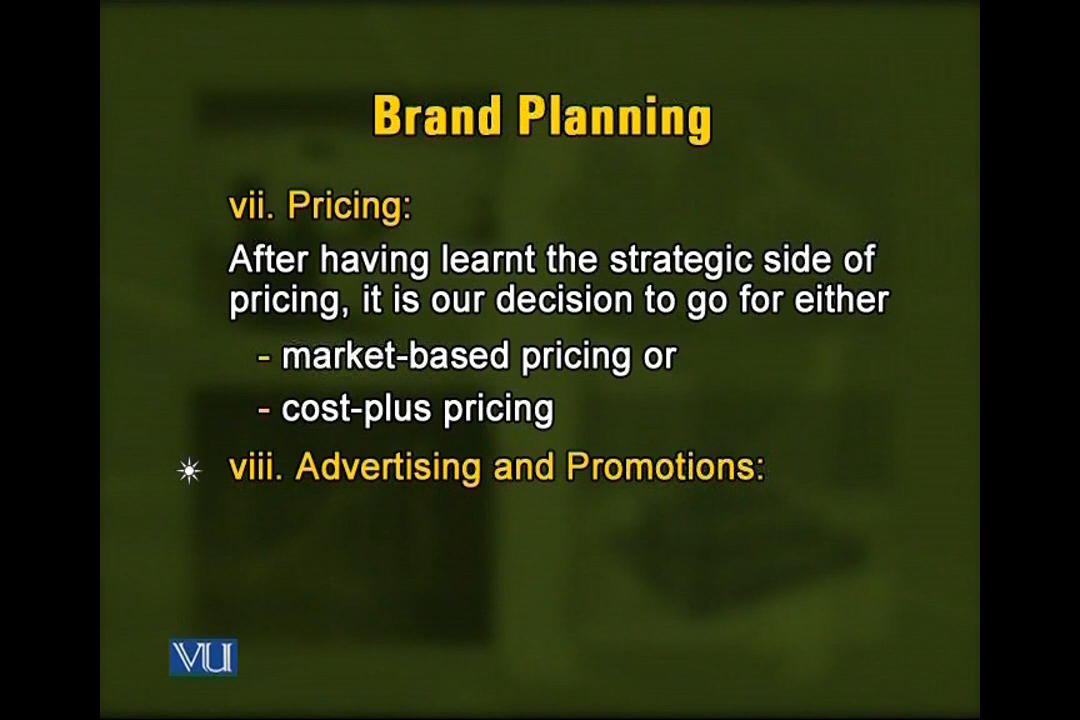 Brand Planning
vii. Pricing:
After having learnt the strategic side of
pricing, it is our decision to go for either
- market-based pricing or
- cost-plus pricing
viii. Advertising and Promotions:
VU